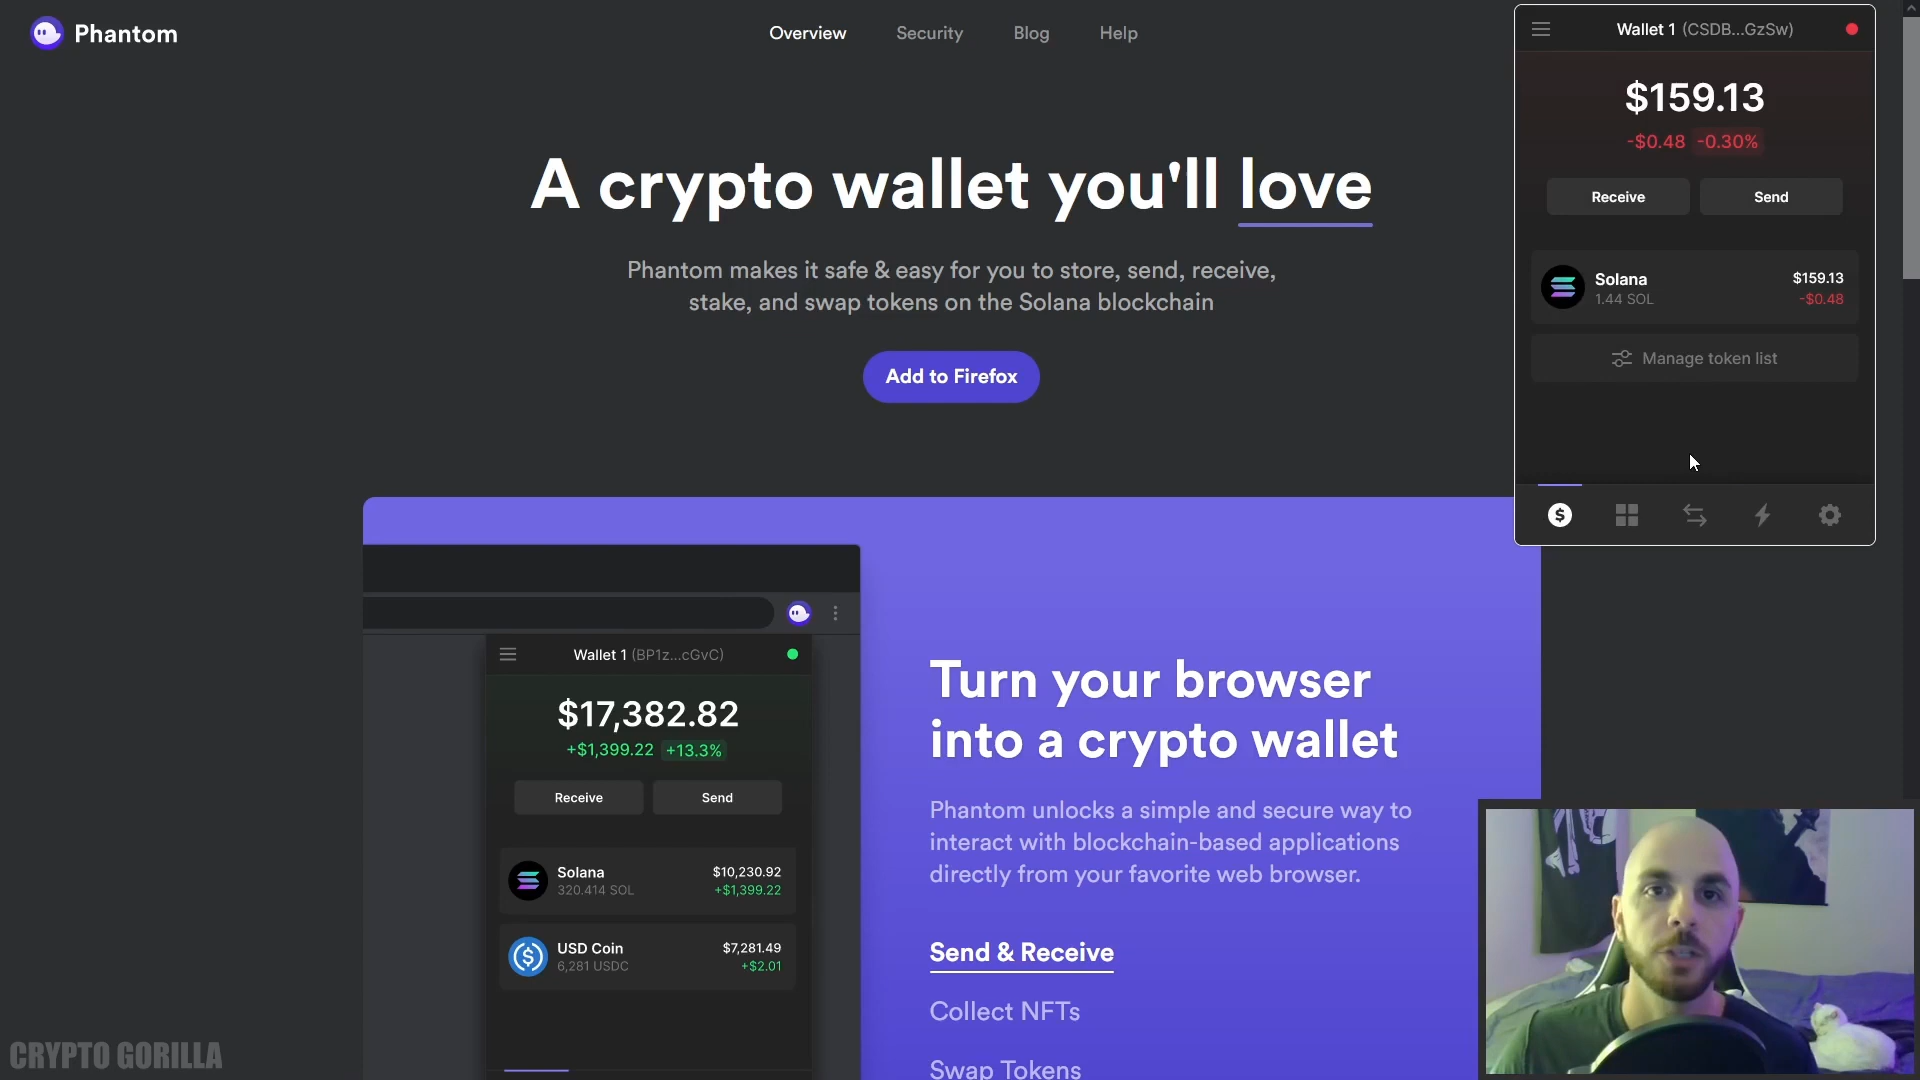 Phantom
Overview
Security
Blog
Help
A crypto wallet you'll love
Phantom makes it safe & easy for you to store, send, receive,
stake, and swap tokens on the Solana blockchain
Add to Firefox
Wallet 1 (CSDB...GzSw)
$159.13
-$0.48 -0.30%
Receive
Send
Solana
$159.13
1.44 SOL
-$0.48
Manage token list
Wallet 1 (BP1z...cGvC)
$17,382.82
+$1,399.22 +13.3%
Receive
Send
Solana
$10,230.92
320.414 SOL
+$1,399.22
USD Coin
$7,281.49
6,281 USDC
+$2.01
Turn your browser
into a crypto wallet
Phantom unlocks a simple and secure way to
interact with blockchain-based applications
directly from your favorite web browser.
Send & Receive
Collect NFTs
Swap Tokens
CRYPTO GORILLA